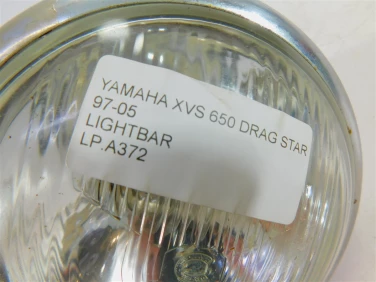 YAMAHA XVS 650 DRAG STAR
97-05
LIGHTBAR
LP.A372